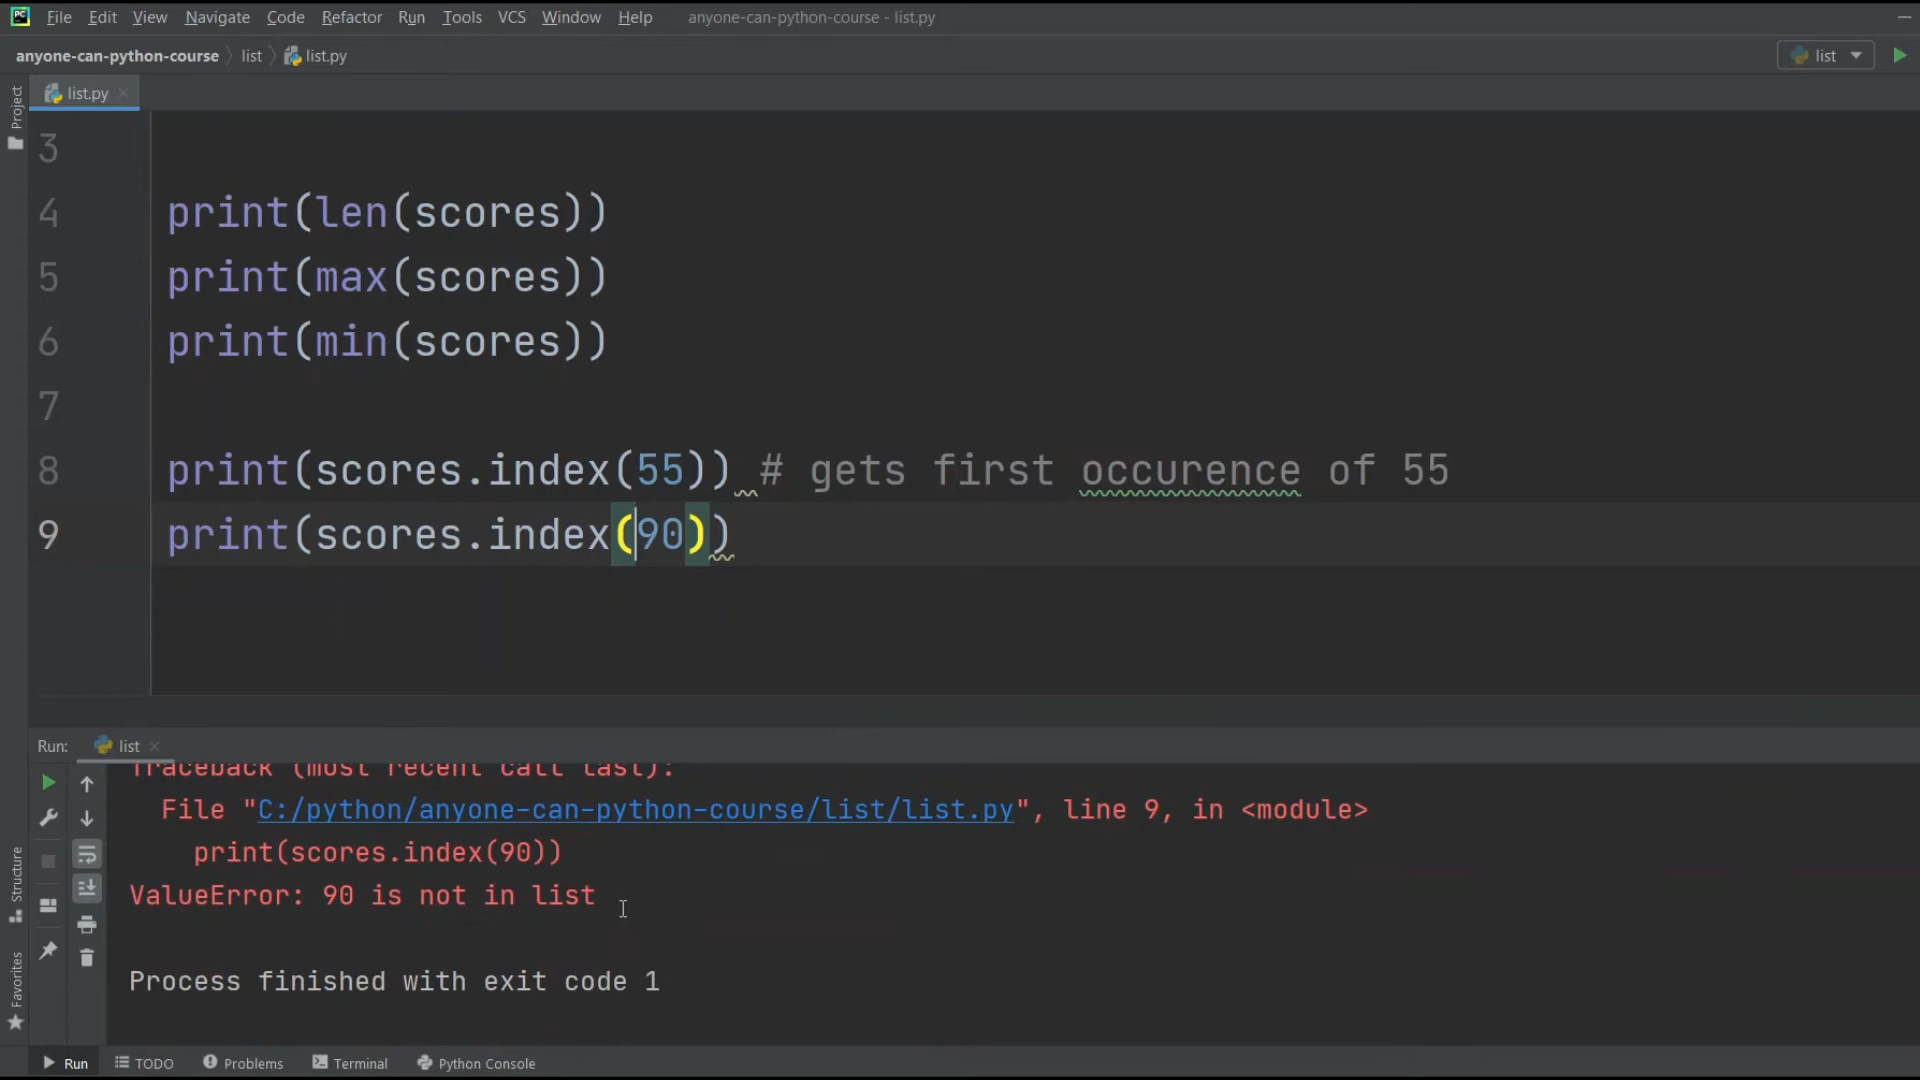 PC File Edit View Navigate Code Refactor Run Tools VCS Window Help anyone-can-python-course - list.py
anyone-can-python-course list list.py list
Project
list.py
3
4 print(len(scores))
5 print(max(scores))
6 print(min(scores))
7
8 print(scores.index(55)) # gets first occurence of 55
9 print(scores.index(90))
Run: list
Traceback (most recent call last):
File "C:/python/anyone-can-python-course/list/list.py", line 9, in <module>
print(scores.index(90))
ValueError: 90 is not in list
Process finished with exit code 1
Structure
Favorites
Run TODO Problems Terminal Python Console